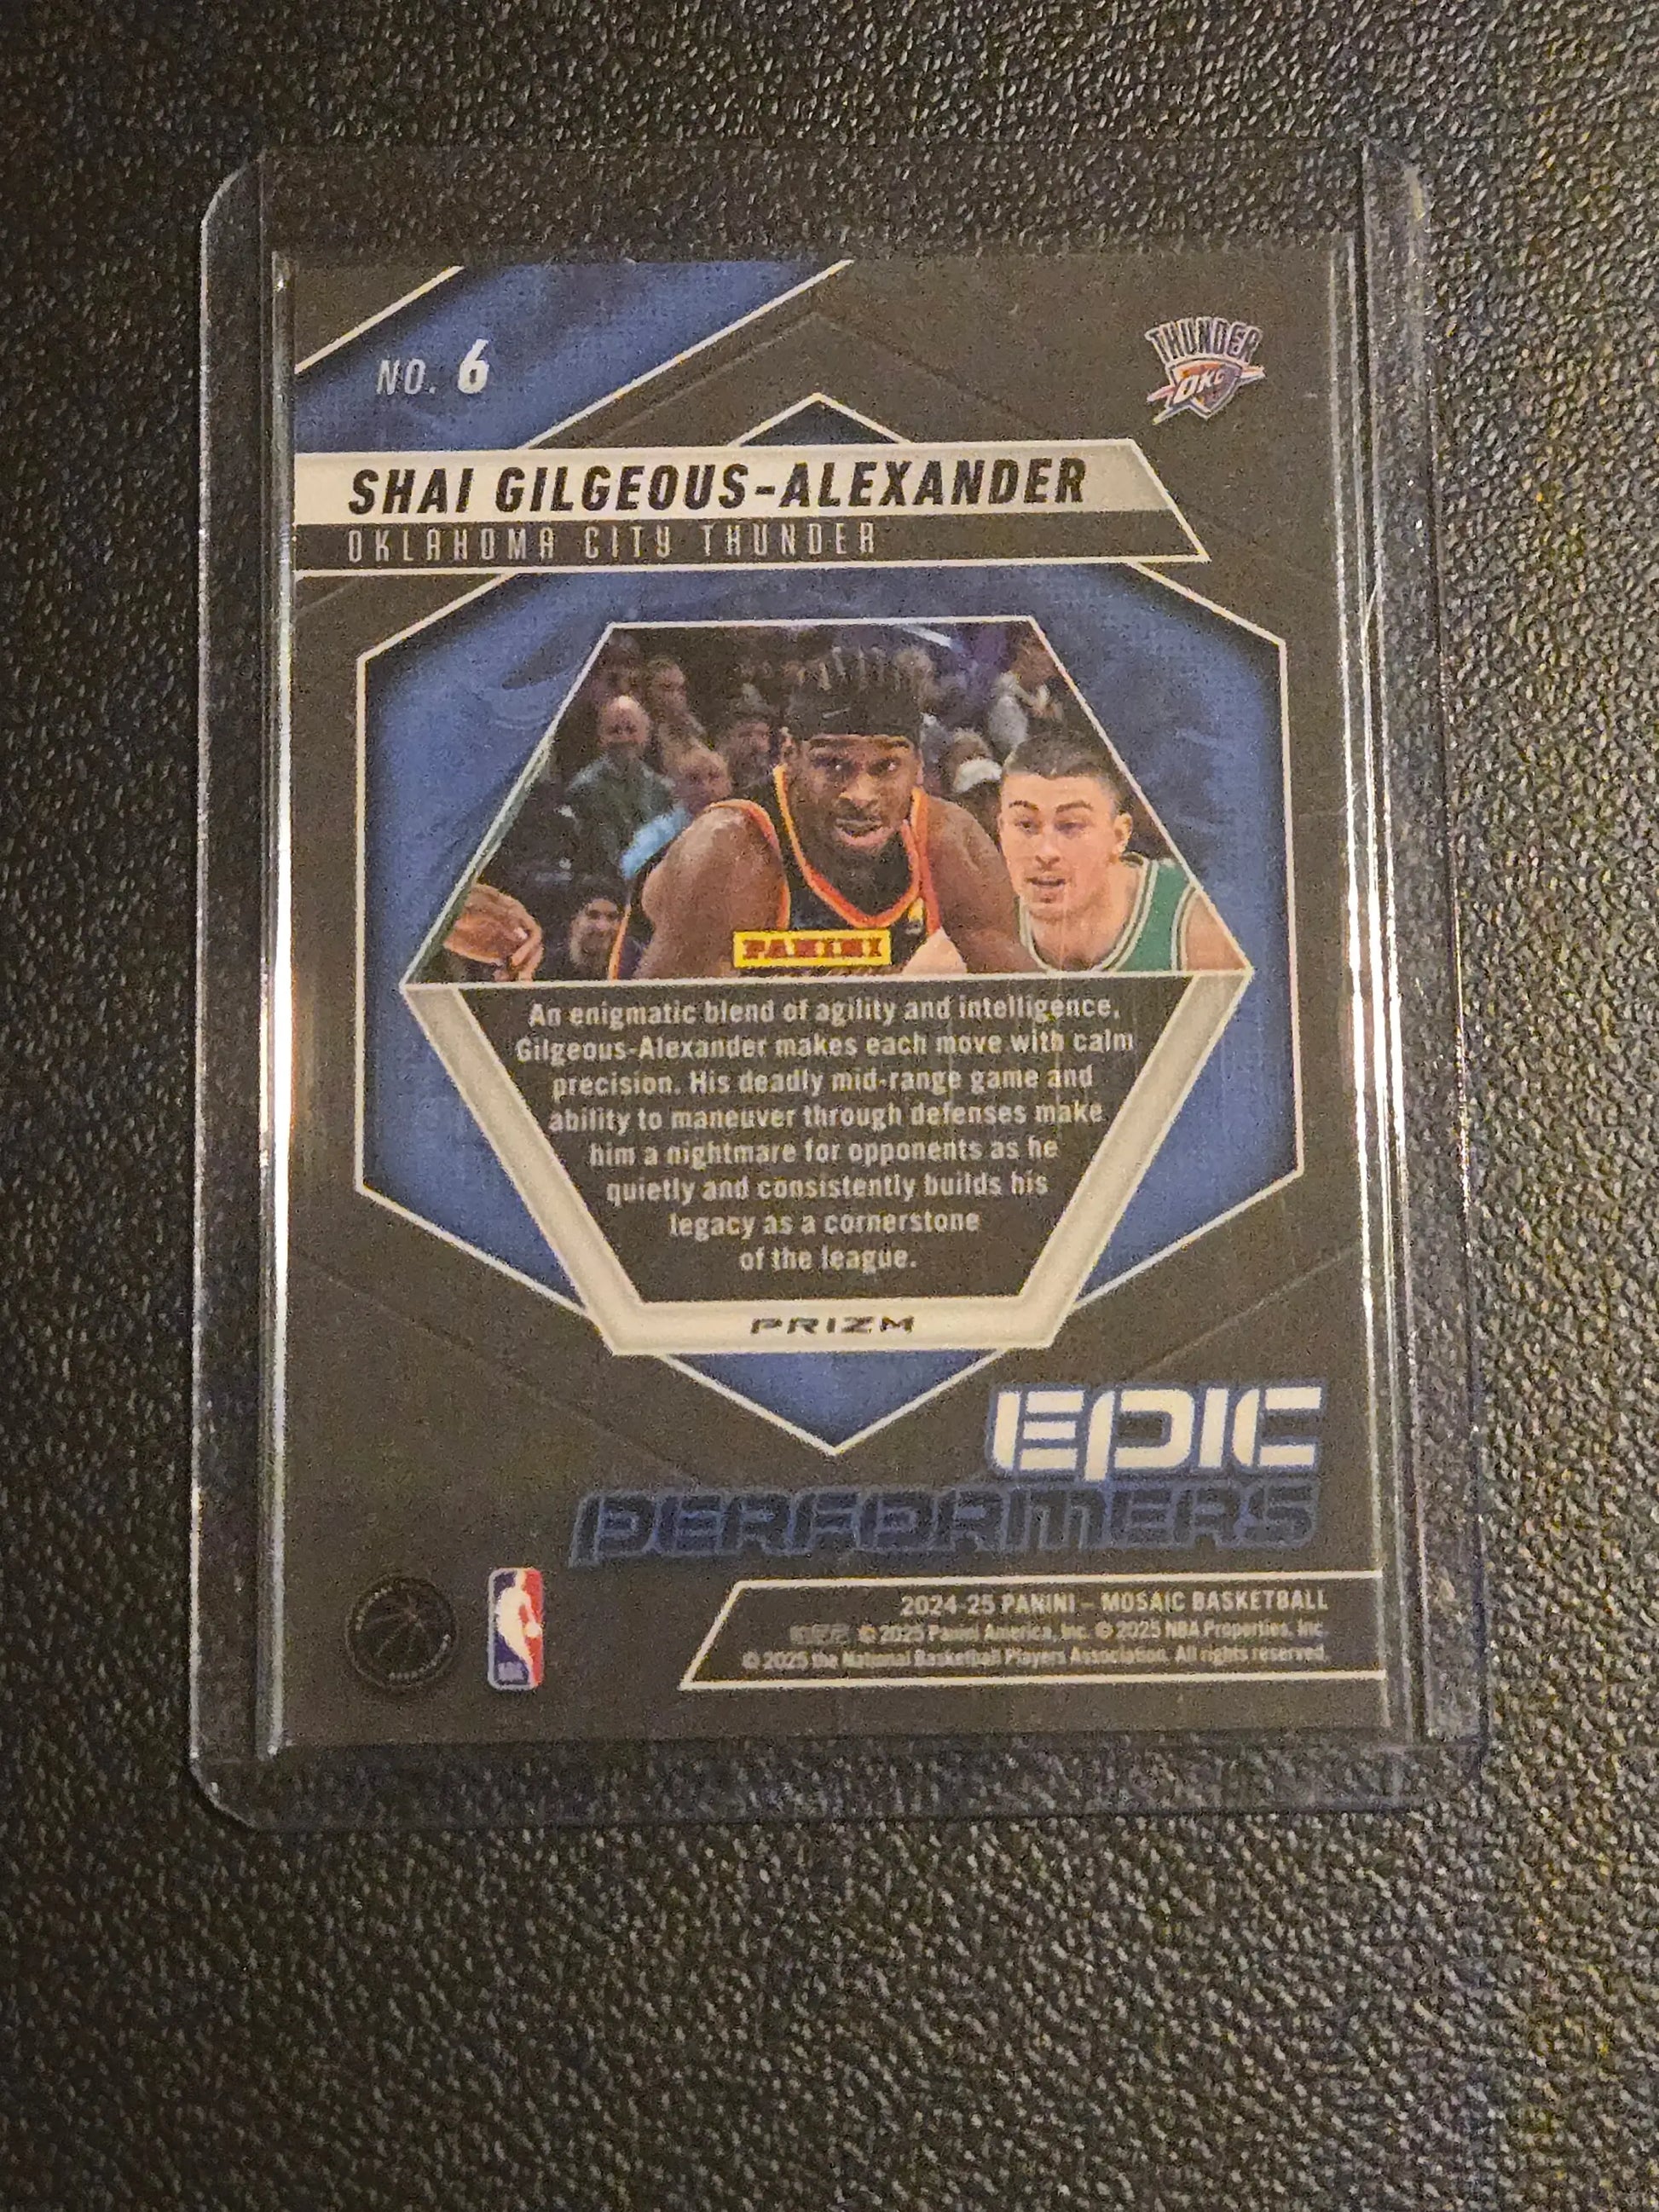 NO. 6
THUNDER
OKC
SHAI GILGEOUS-ALEXANDER
OKLAHOMA CITY THUNDER
PANINI
An enigmatic blend of agility and intelligence,
Gilgeous-Alexander makes each move with calm
precision. His deadly mid-range game and
ability to maneuver through defenses make
him a nightmare for opponents as he
quietly and consistently builds his
legacy as a cornerstone
of the league.
PRIZM
EPIC
PERFORMERS
NBA
2024-25 PANINI – MOSAIC BASKETBALL
© 2025 Panini America, Inc. © 2025 NBA Properties, Inc.
© 2025 the National Basketball Players Association. All rights reserved.